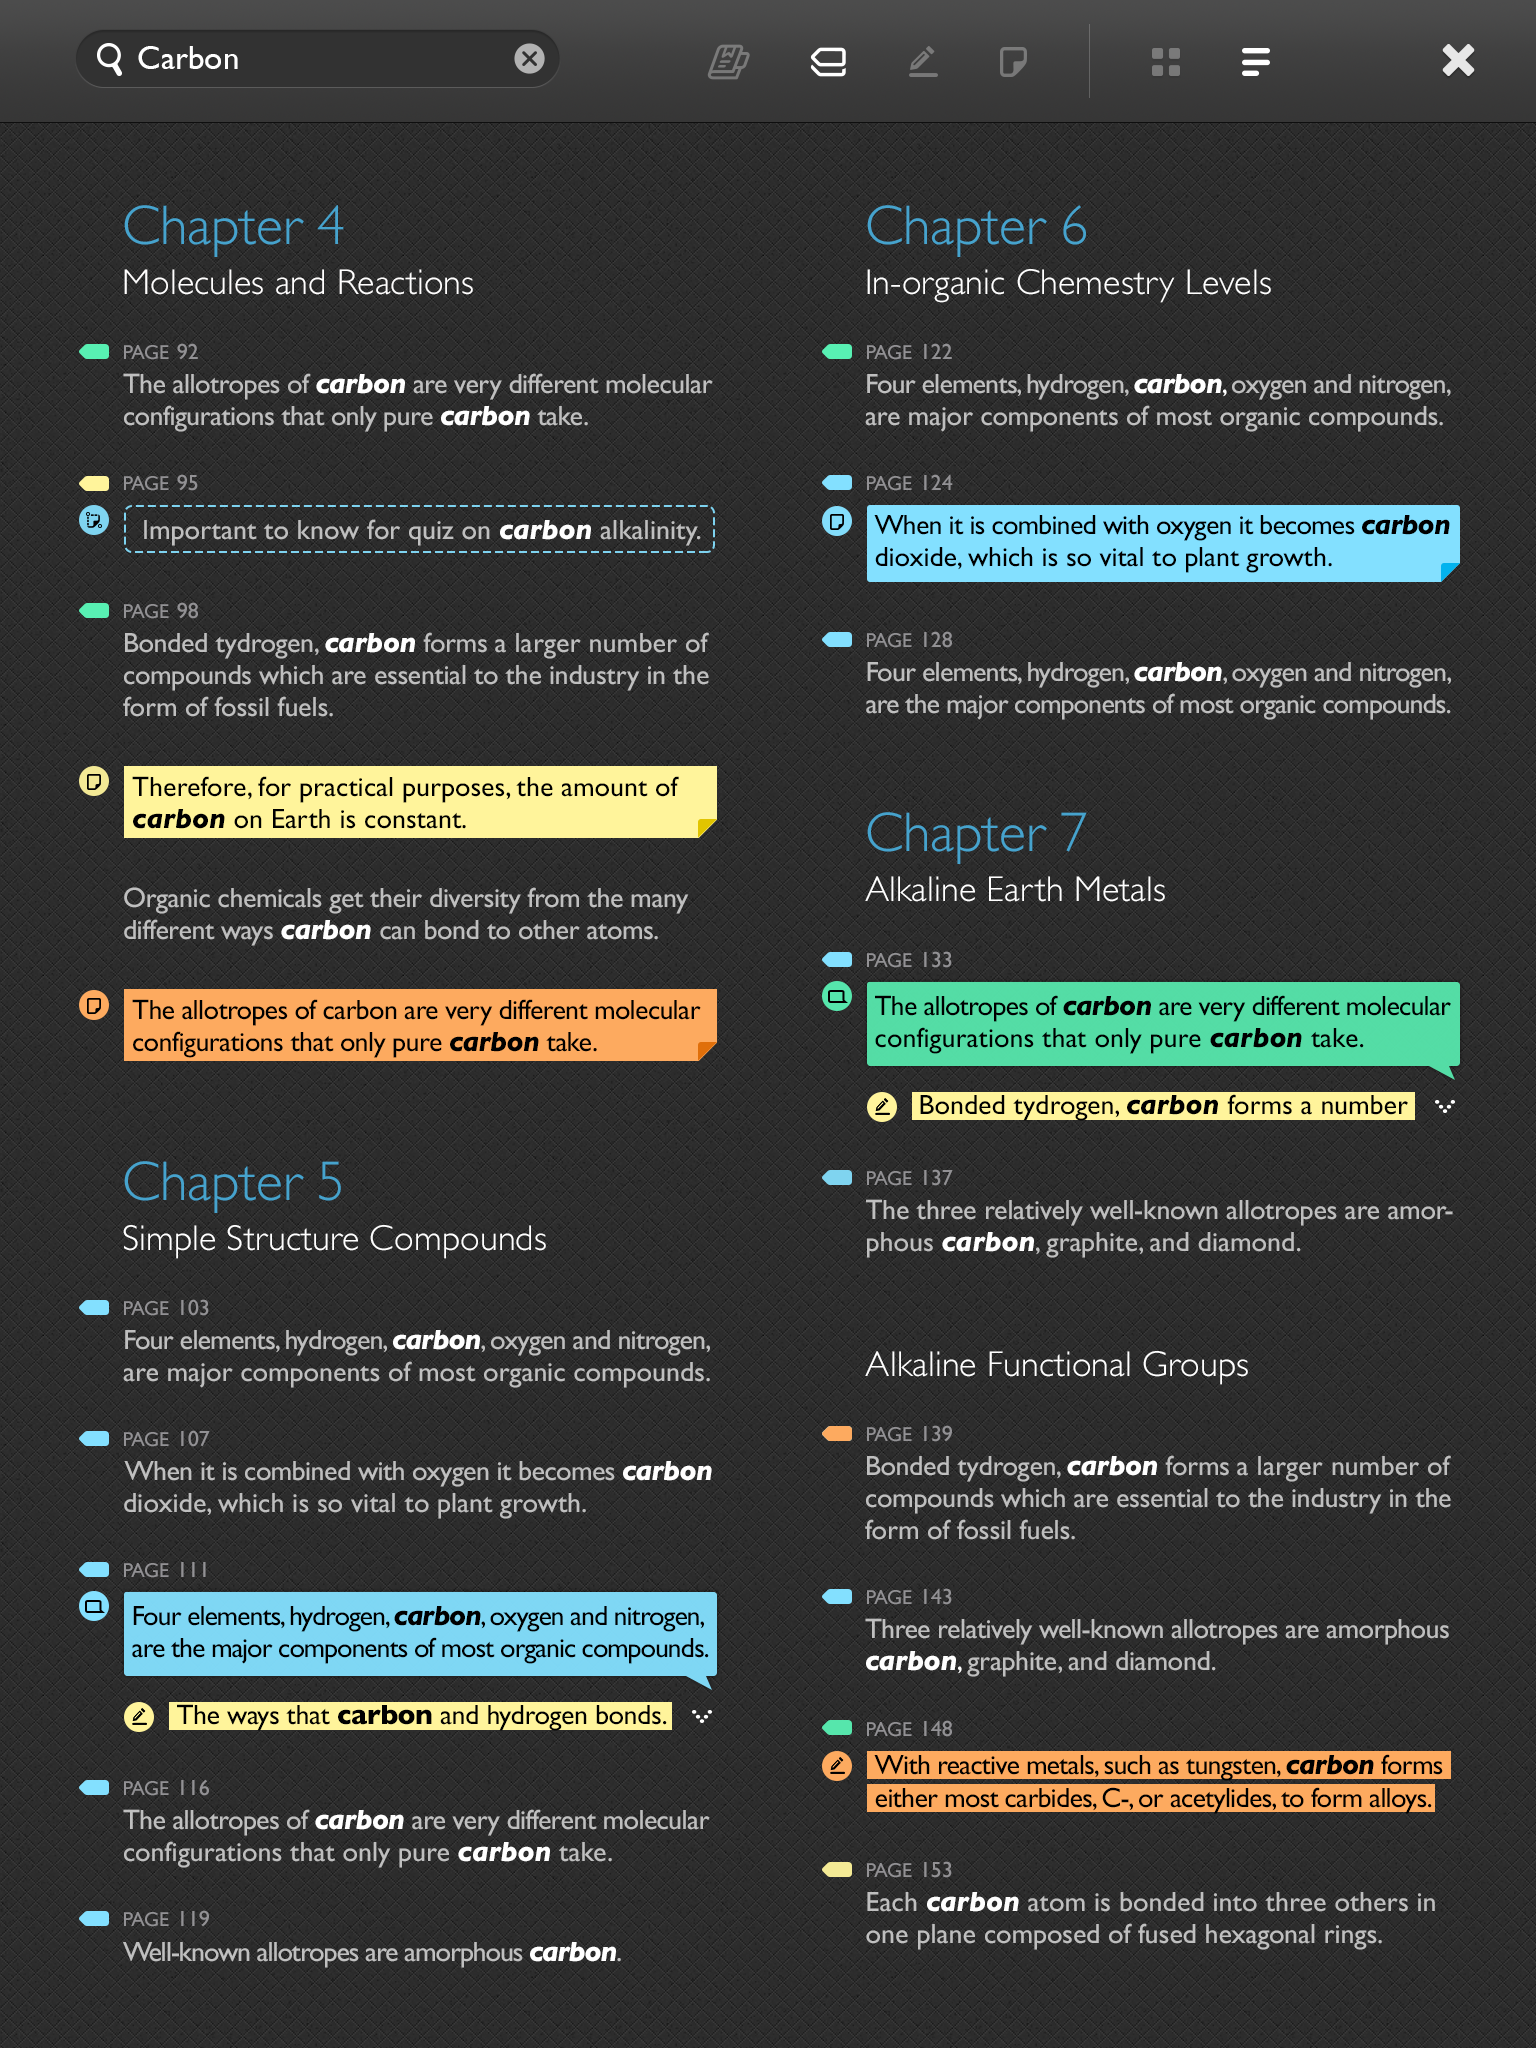 Carbon
Chapter 4
Molecules and Reactions
PAGE 92
The allotropes of carbon are very different molecular
configurations that only pure carbon take.
PAGE 95
Important to know for quiz on carbon alkalinity.
PAGE 98
Bonded tydrogen, carbon forms a larger number of
compounds which are essential to the industry in the
form of fossil fuels.
Therefore, for practical purposes, the amount of
carbon on Earth is constant.
Organic chemicals get their diversity from the many
different ways carbon can bond to other atoms.
The allotropes of carbon are very different molecular
configurations that only pure carbon take.
Chapter 5
Simple Structure Compounds
PAGE 103
Four elements, hydrogen, carbon, oxygen and nitrogen,
are major components of most organic compounds.
PAGE 107
When it is combined with oxygen it becomes carbon
dioxide, which is so vital to plant growth.
PAGE 111
Four elements, hydrogen, carbon, oxygen and nitrogen,
are the major components of most organic compounds.
The ways that carbon and hydrogen bonds.
PAGE 116
The allotropes of carbon are very different molecular
configurations that only pure carbon take.
PAGE 119
Well-known allotropes are amorphous carbon.
Chapter 6
In-organic Chemestry Levels
PAGE 122
Four elements, hydrogen, carbon, oxygen and nitrogen,
are major components of most organic compounds.
PAGE 124
When it is combined with oxygen it becomes carbon
dioxide, which is so vital to plant growth.
PAGE 128
Four elements, hydrogen, carbon, oxygen and nitrogen,
are the major components of most organic compounds.
Chapter 7
Alkaline Earth Metals
PAGE 133
The allotropes of carbon are very different molecular
configurations that only pure carbon take.
Bonded tydrogen, carbon forms a number
PAGE 137
The three relatively well-known allotropes are amor-
phous carbon, graphite, and diamond.
Alkaline Functional Groups
PAGE 139
Bonded tydrogen, carbon forms a larger number of
compounds which are essential to the industry in the
form of fossil fuels.
PAGE 143
Three relatively well-known allotropes are amorphous
carbon, graphite, and diamond.
PAGE 148
With reactive metals, such as tungsten, carbon forms
either most carbides, C-, or acetylides, to form alloys.
PAGE 153
Each carbon atom is bonded into three others in
one plane composed of fused hexagonal rings.